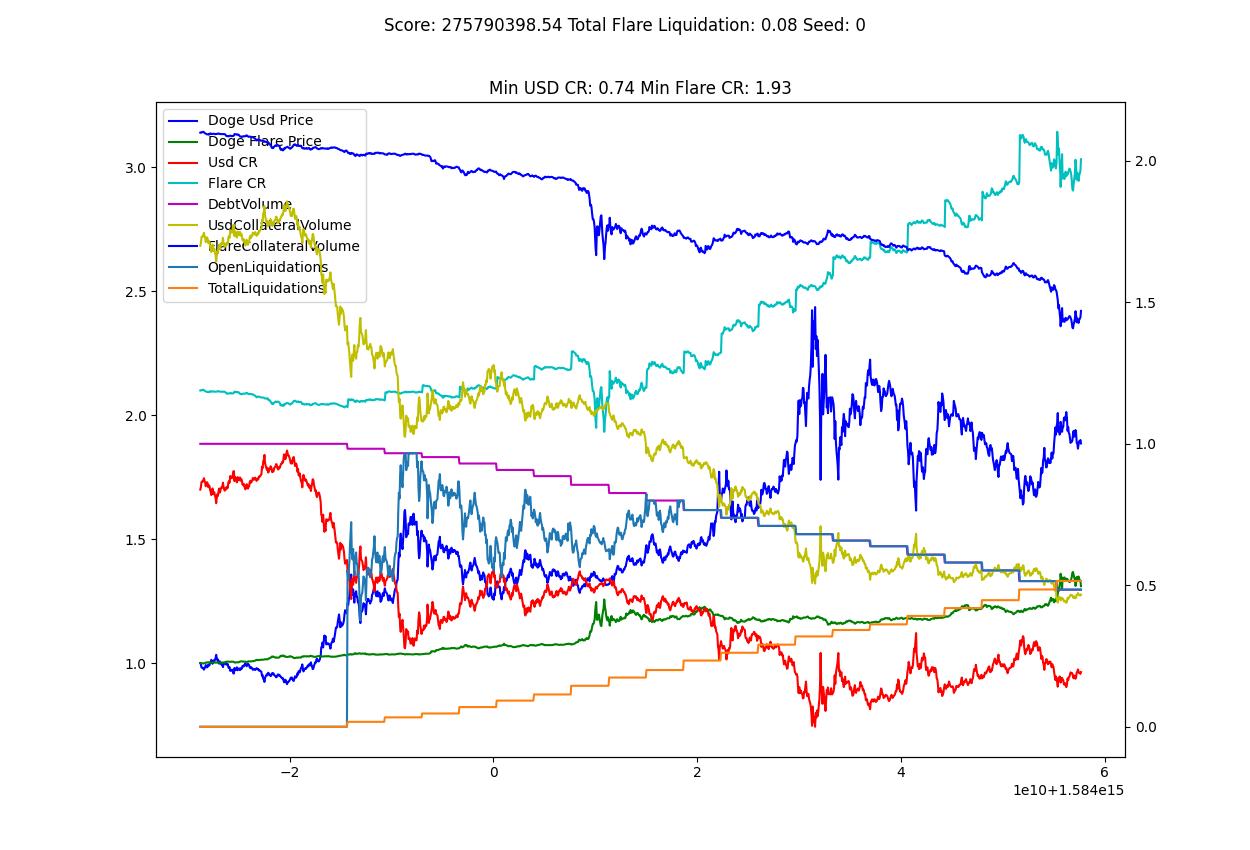 Score: 275790398.54 Total Flare Liquidation: 0.08 Seed: 0
Min USD CR: 0.74 Min Flare CR: 1.93
Doge Usd Price
Doge Flare Price
Usd CR
Flare CR
DebtVolume
UsdCollateralVolume
FlareCollateralVolume
OpenLiquidations
TotalLiquidations
3.0
2.5
2.0
1.5
1.0
2.0
1.5
1.0
0.5
0.0
−2
0
2
4
6
1e10+1.584e15